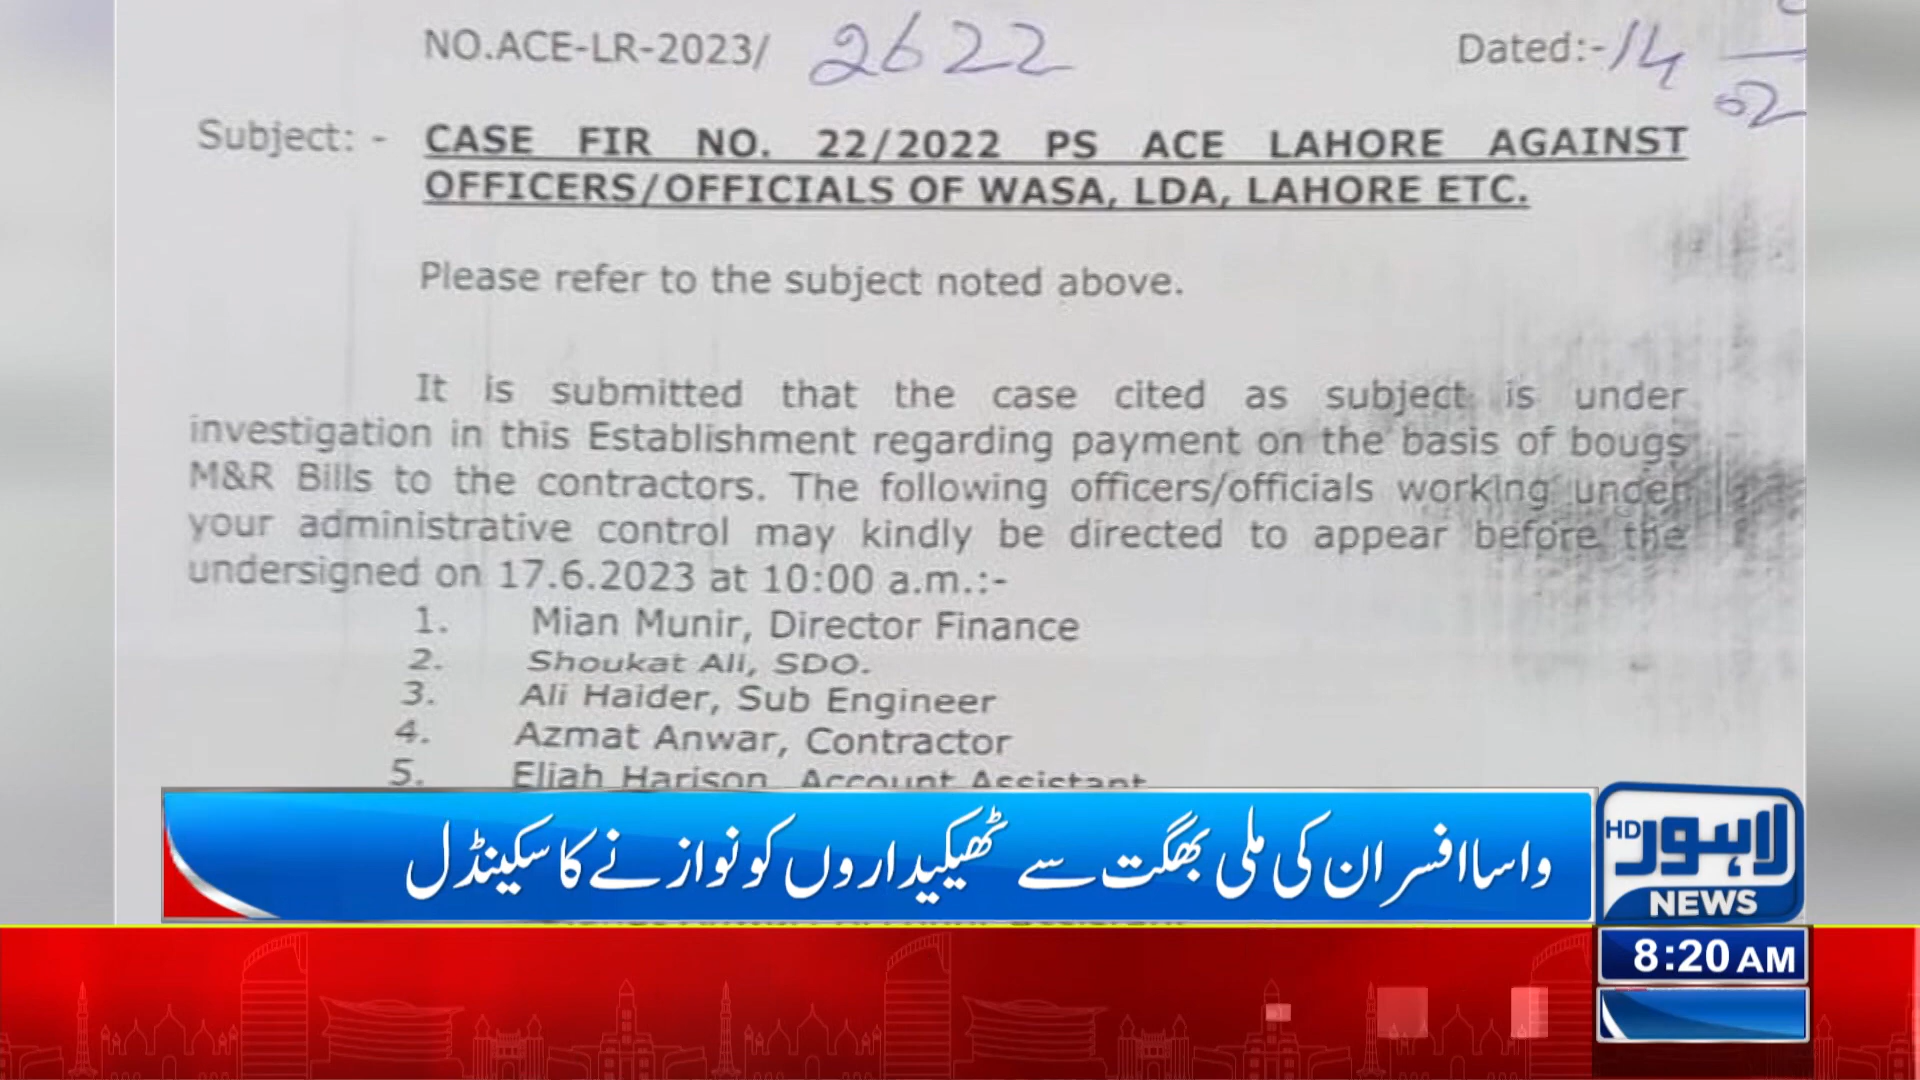 NO.ACE-LR-2023/ 2622 Dated:-14
02
Subject: - CASE FIR NO. 22/2022 PS ACE LAHORE AGAINST
OFFICERS/OFFICIALS OF WASA, LDA, LAHORE ETC.
Please refer to the subject noted above.
It is submitted that the case cited as subject is under
investigation in this Establishment regarding payment on the basis of bougs
M&R Bills to the contractors. The following officers/officials working under
your administrative control may kindly be directed to appear before the
undersigned on 17.6.2023 at 10:00 a.m.:-
1. Mian Munir, Director Finance
2. Shoukat Ali, SDO.
3. Ali Haider, Sub Engineer
4. Azmat Anwar, Contractor
5. Eliah Harison, Account Assistant
واسا افسران کی ملی بھگت سے ٹھیکیداروں کو نوازنے کا سکینڈل
لاہور HD
NEWS
8:20 AM